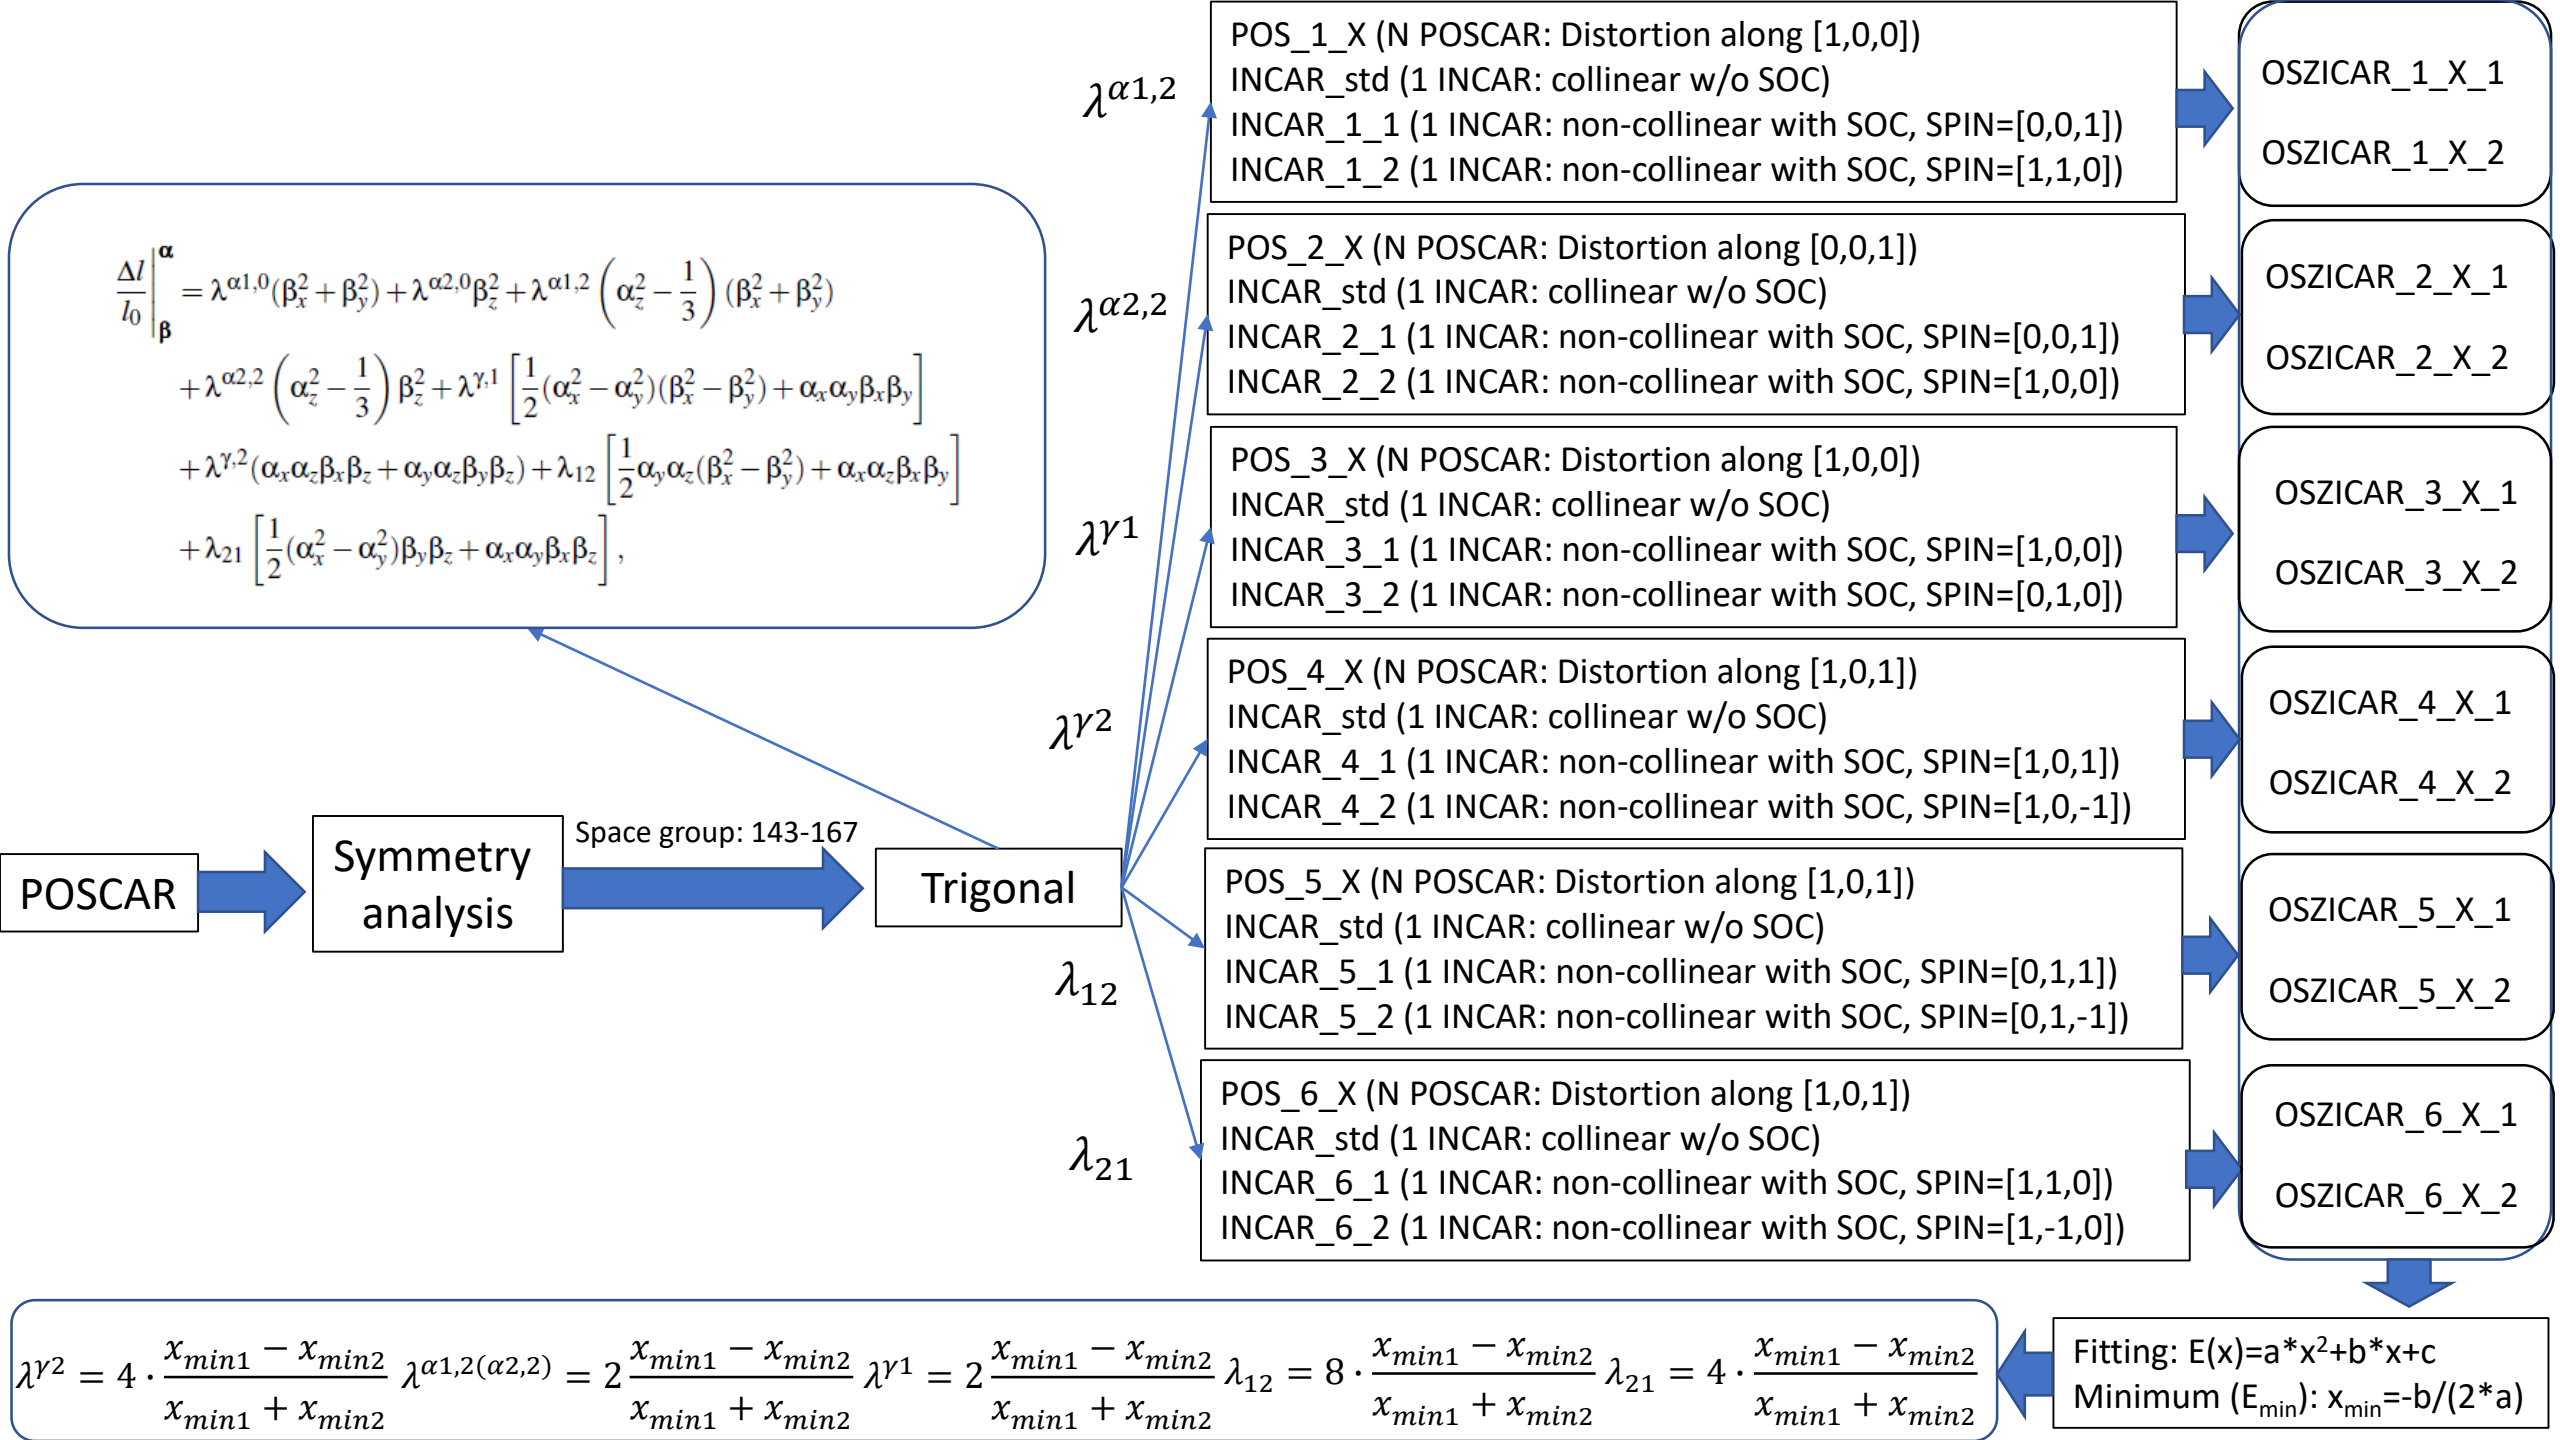 POS_1_X (N POSCAR: Distortion along [1,0,0])
INCAR_std (1 INCAR: collinear w/o SOC)
INCAR_1_1 (1 INCAR: non-collinear with SOC, SPIN=[0,0,1])
INCAR_1_2 (1 INCAR: non-collinear with SOC, SPIN=[1,1,0])
λ^{α1,2}
OSZICAR_1_X_1
OSZICAR_1_X_2
POS_2_X (N POSCAR: Distortion along [0,0,1])
INCAR_std (1 INCAR: collinear w/o SOC)
INCAR_2_1 (1 INCAR: non-collinear with SOC, SPIN=[0,0,1])
INCAR_2_2 (1 INCAR: non-collinear with SOC, SPIN=[1,0,0])
λ^{α2,2}
OSZICAR_2_X_1
OSZICAR_2_X_2
\frac{Δl}{l_0}|^α_β = λ^{α1,0}(β_x^2 + β_y^2) + λ^{α2,0}β_z^2 + λ^{α1,2}(α_z^2 − \frac{1}{3})(β_x^2 + β_y^2)
+ λ^{α2,2}(α_z^2 − \frac{1}{3})β_z^2 + λ^{γ,1}[\frac{1}{2}(α_x^2 − α_y^2)(β_x^2 − β_y^2) + α_xα_yβ_xβ_y]
+ λ^{γ,2}(α_xα_zβ_xβ_z + α_yα_zβ_yβ_z) + λ_{12}[\frac{1}{2}α_yα_z(β_x^2 − β_y^2) + α_xα_zβ_xβ_y]
+ λ_{21}[\frac{1}{2}(α_x^2 − α_y^2)β_yβ_z + α_xα_yβ_xβ_z],
POS_3_X (N POSCAR: Distortion along [1,0,0])
INCAR_std (1 INCAR: collinear w/o SOC)
INCAR_3_1 (1 INCAR: non-collinear with SOC, SPIN=[1,0,0])
INCAR_3_2 (1 INCAR: non-collinear with SOC, SPIN=[0,1,0])
λ^{γ1}
OSZICAR_3_X_1
OSZICAR_3_X_2
POS_4_X (N POSCAR: Distortion along [1,0,1])
INCAR_std (1 INCAR: collinear w/o SOC)
INCAR_4_1 (1 INCAR: non-collinear with SOC, SPIN=[1,0,1])
INCAR_4_2 (1 INCAR: non-collinear with SOC, SPIN=[1,0,-1])
λ^{γ2}
OSZICAR_4_X_1
OSZICAR_4_X_2
POSCAR
Symmetry
analysis
Space group: 143-167
Trigonal
POS_5_X (N POSCAR: Distortion along [1,0,1])
INCAR_std (1 INCAR: collinear w/o SOC)
INCAR_5_1 (1 INCAR: non-collinear with SOC, SPIN=[0,1,1])
INCAR_5_2 (1 INCAR: non-collinear with SOC, SPIN=[0,1,-1])
λ_{12}
OSZICAR_5_X_1
OSZICAR_5_X_2
POS_6_X (N POSCAR: Distortion along [1,0,1])
INCAR_std (1 INCAR: collinear w/o SOC)
INCAR_6_1 (1 INCAR: non-collinear with SOC, SPIN=[1,1,0])
INCAR_6_2 (1 INCAR: non-collinear with SOC, SPIN=[1,-1,0])
λ_{21}
OSZICAR_6_X_1
OSZICAR_6_X_2
λ^{γ2} = 4 · \frac{x_{min1} − x_{min2}}{x_{min1} + x_{min2}} λ^{α1,2(α2,2)} = 2 \frac{x_{min1} − x_{min2}}{x_{min1} + x_{min2}} λ^{γ1} = 2 \frac{x_{min1} − x_{min2}}{x_{min1} + x_{min2}} λ_{12} = 8 · \frac{x_{min1} − x_{min2}}{x_{min1} + x_{min2}} λ_{21} = 4 · \frac{x_{min1} − x_{min2}}{x_{min1} + x_{min2}}
Fitting: E(x)=a*x²+b*x+c
Minimum (E_{min}): x_{min}=-b/(2*a)